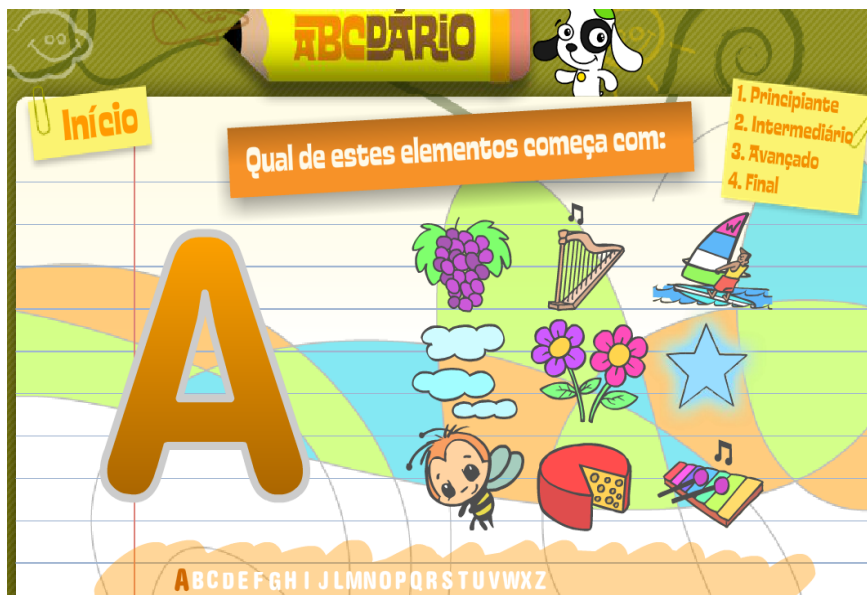 ABCDÁRIO
Início
Qual de estes elementos começa com:
1. Principiante
2. Intermediário
3. Avançado
4. Final
A
W
ABCDEFGHIJLMNOPQRSTUVWXZ